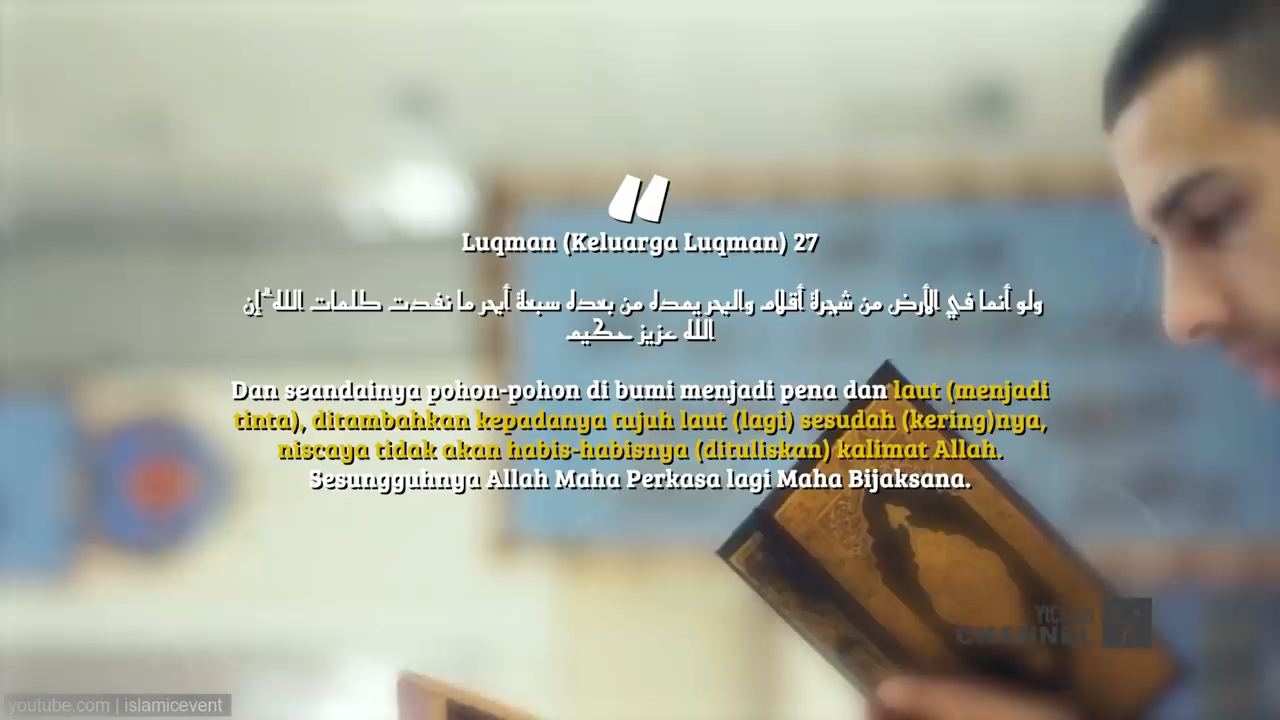 Luqman (Keluarga Luqman) 27
ولو أنما في الأرض من شجرة أقلام والبحر يمده من بعده سبعة أبحر ما نفدت كلمات الله ۗ إن
الله عزيز حكيم
Dan seandainya pohon-pohon di bumi menjadi pena dan laut (menjadi
tinta), ditambahkan kepadanya tujuh laut (lagi) sesudah (kering)nya,
niscaya tidak akan habis-habisnya (dituliskan) kalimat Allah.
Sesungguhnya Allah Maha Perkasa lagi Maha Bijaksana.
CHANNEL
youtube.com | islamicevent